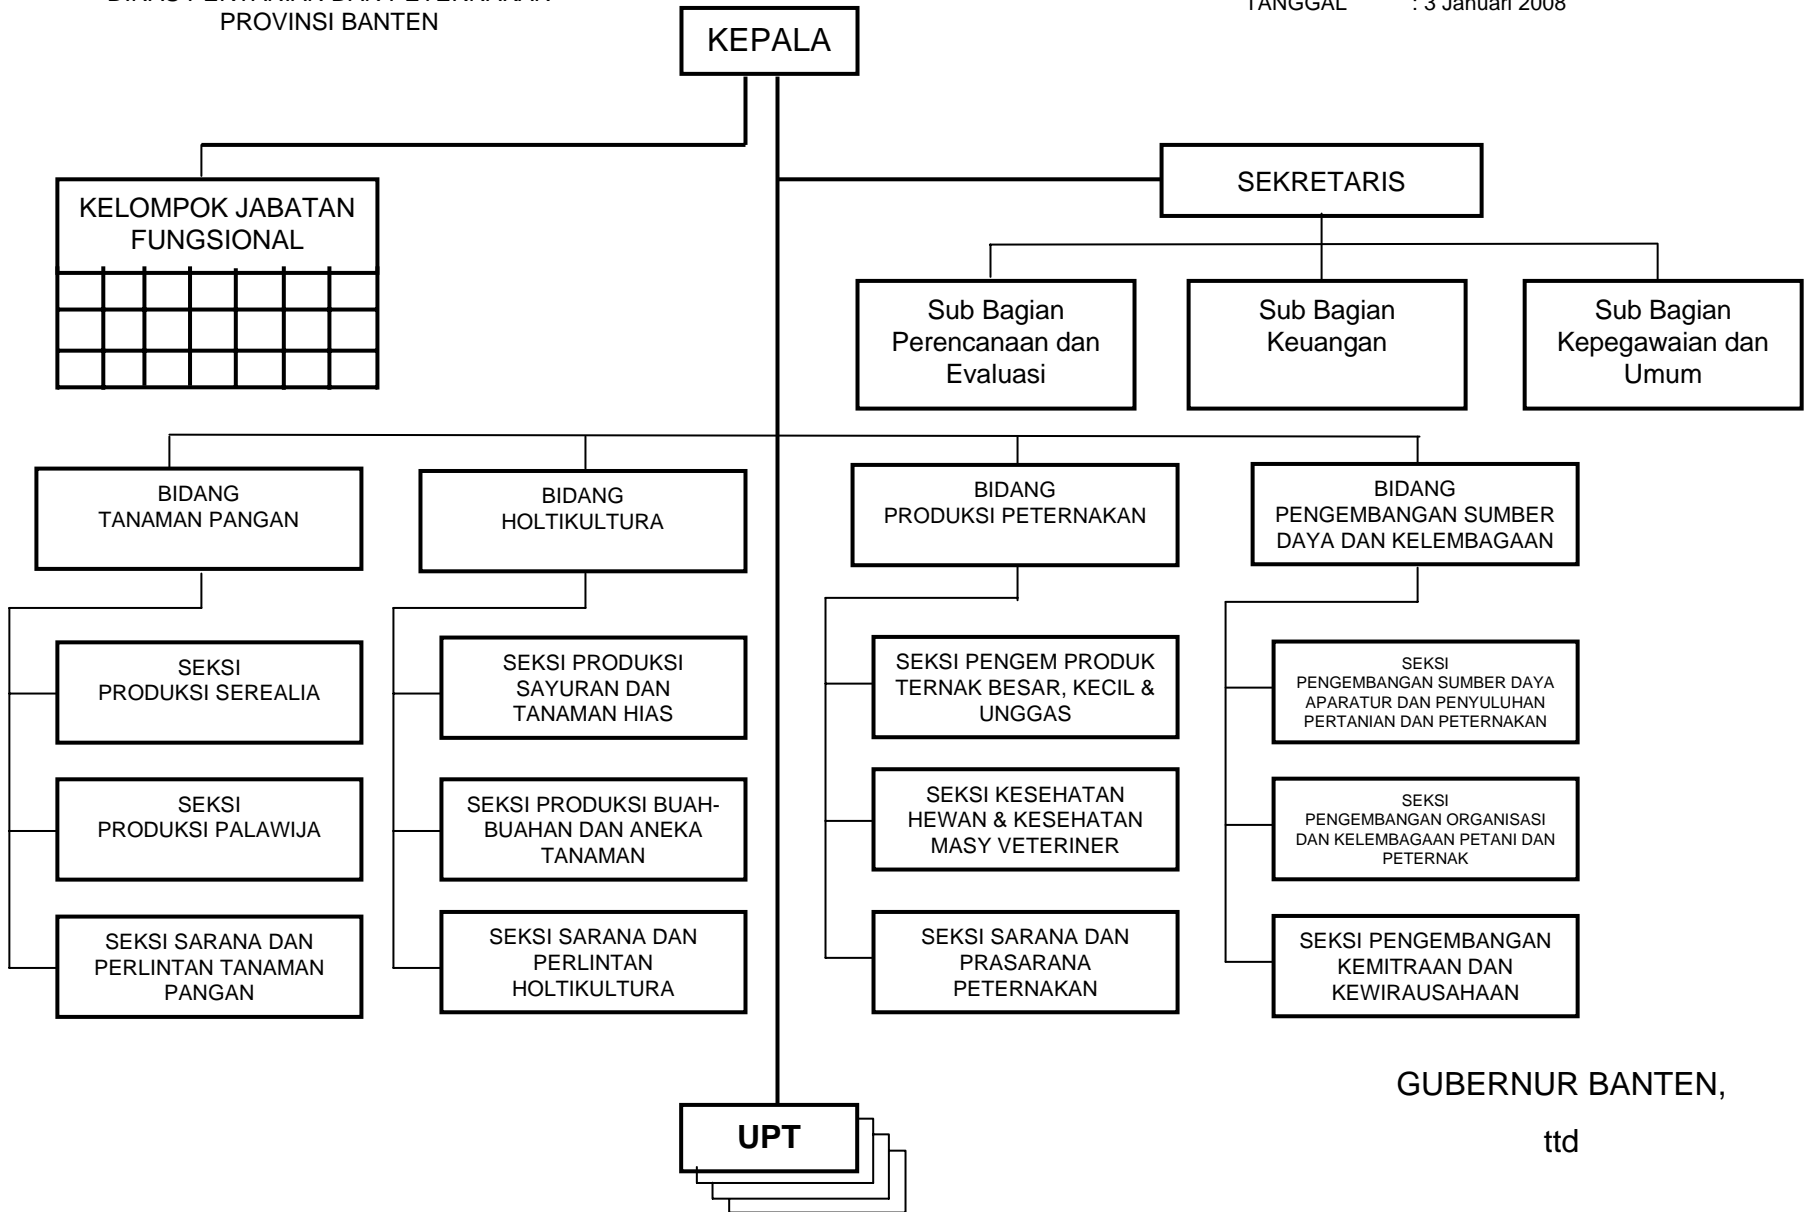 PROVINSI BANTEN
TANGGAL : 3 Januari 2008
KEPALA
KELOMPOK JABATAN
FUNGSIONAL
SEKRETARIS
Sub Bagian
Perencanaan dan
Evaluasi
Sub Bagian
Keuangan
Sub Bagian
Kepegawaian dan
Umum
BIDANG
TANAMAN PANGAN
BIDANG
HOLTIKULTURA
BIDANG
PRODUKSI PETERNAKAN
BIDANG
PENGEMBANGAN SUMBER
DAYA DAN KELEMBAGAAN
SEKSI
PRODUKSI SEREALIA
SEKSI PRODUKSI
SAYURAN DAN
TANAMAN HIAS
SEKSI PENGEM PRODUK
TERNAK BESAR, KECIL &
UNGGAS
SEKSI
PENGEMBANGAN SUMBER DAYA
APARATUR DAN PENYULUHAN
PERTANIAN DAN PETERNAKAN
SEKSI
PRODUKSI PALAWIJA
SEKSI PRODUKSI BUAH-
BUAHAN DAN ANEKA
TANAMAN
SEKSI KESEHATAN
HEWAN & KESEHATAN
MASY VETERINER
SEKSI
PENGEMBANGAN ORGANISASI
DAN KELEMBAGAAN PETANI DAN
PETERNAK
SEKSI SARANA DAN
PERLINTAN TANAMAN
PANGAN
SEKSI SARANA DAN
PERLINTAN
HOLTIKULTURA
SEKSI SARANA DAN
PRASARANA
PETERNAKAN
SEKSI PENGEMBANGAN
KEMITRAAN DAN
KEWIRAUSAHAAN
UPT
GUBERNUR BANTEN,
ttd